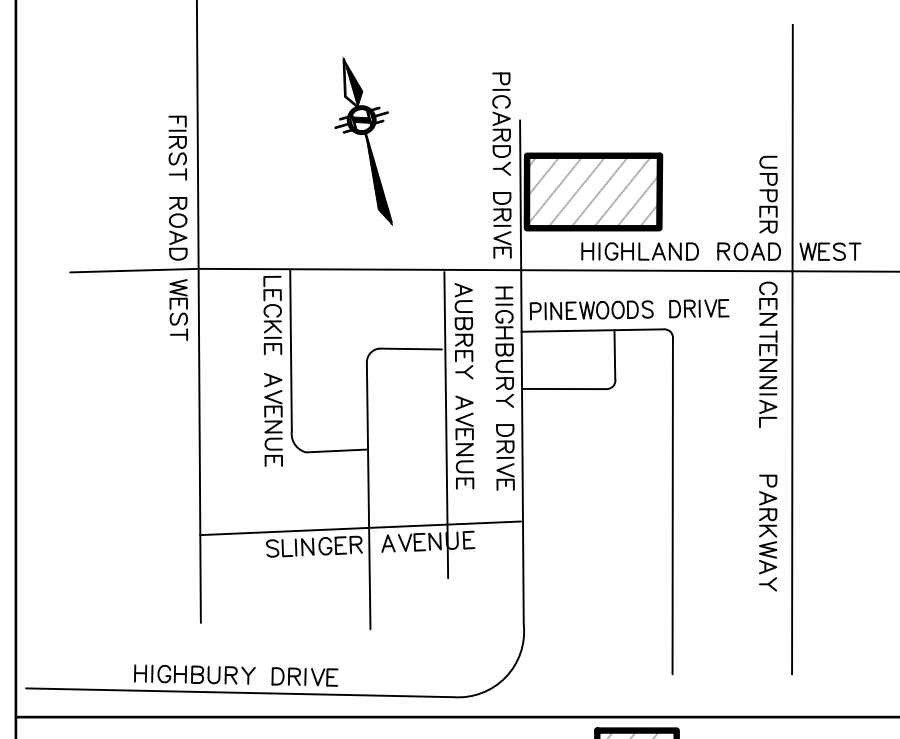 FIRST ROAD WEST
PICARDY DRIVE
UPPER CENTENNIAL PARKWAY
HIGHLAND ROAD WEST
LECKIE AVENUE
AUBREY AVENUE
HIGHBURY DRIVE
PINEWOODS DRIVE
SLINGER AVENUE
HIGHBURY DRIVE